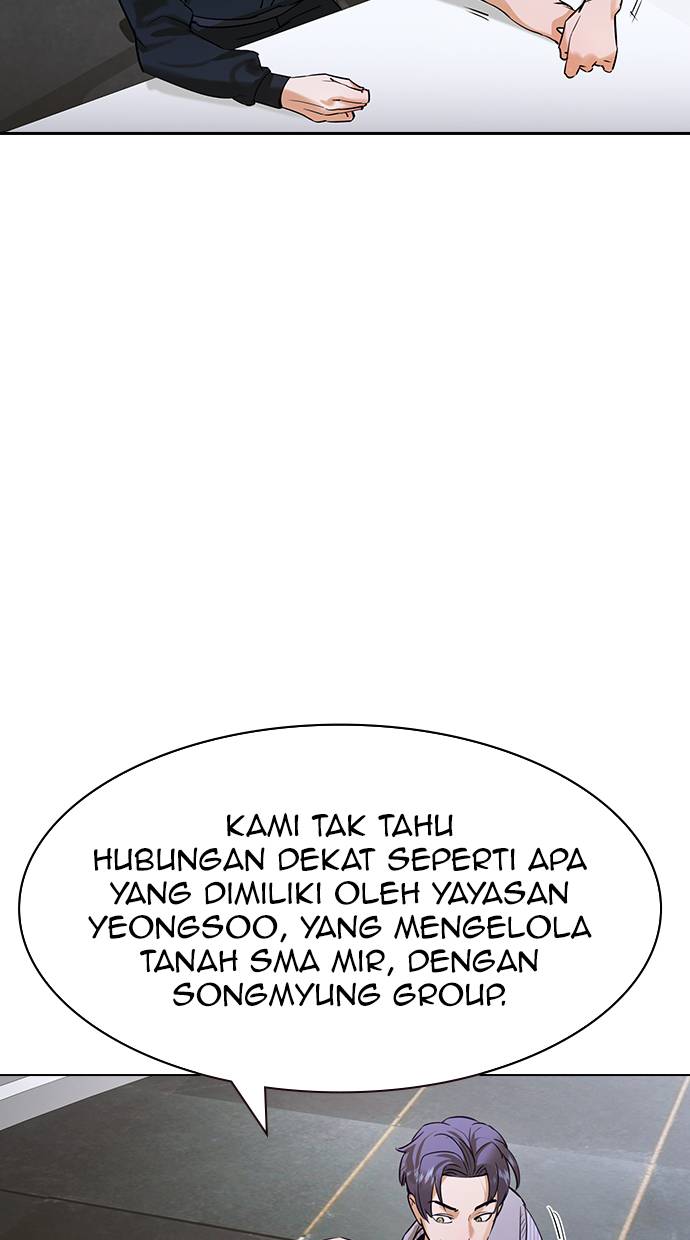 KAMI TAK TAHU
HUBUNGAN DEKAT SEPERTI APA
YANG DIMILIKI OLEH YAYASAN
YEONGSOO, YANG MENGELOLA
TANAH SMA MIR, DENGAN
SONGMYUNG GROUP.